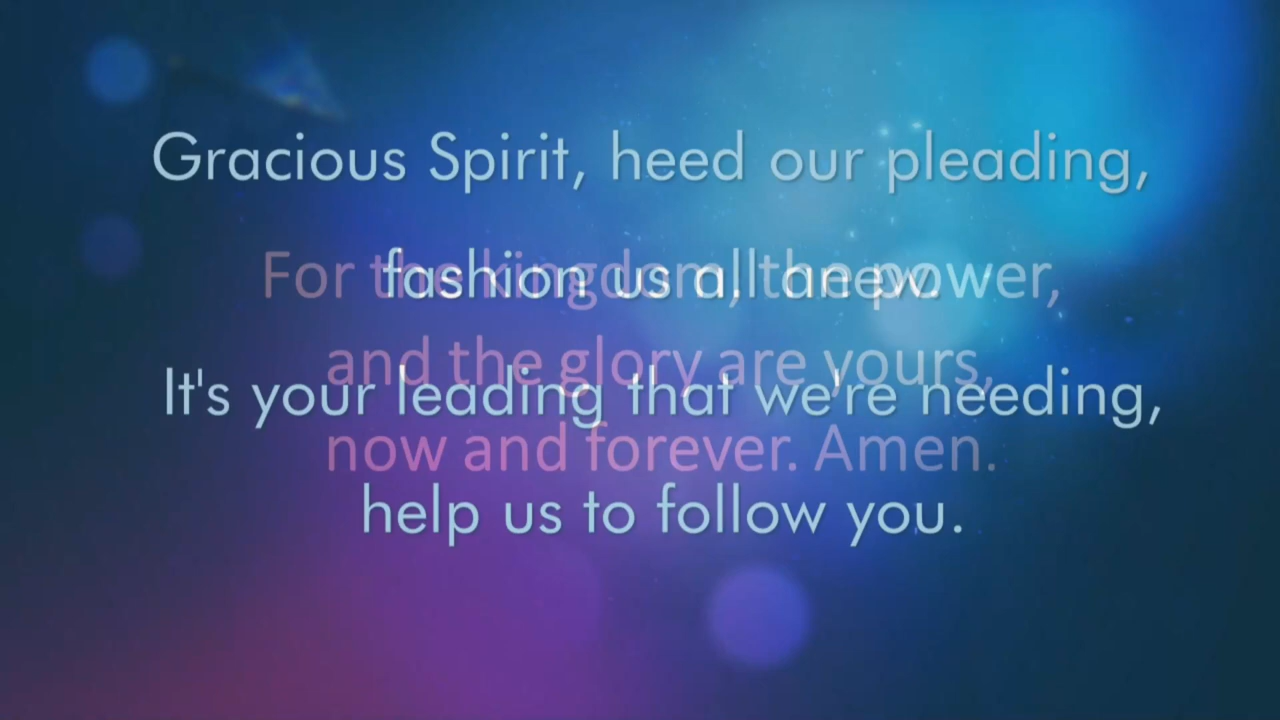 Gracious Spirit, heed our pleading,
fashion us all anew.
It's your leading that we're needing,
help us to follow you.
For the kingdom, the power,
and the glory are yours,
now and forever. Amen.